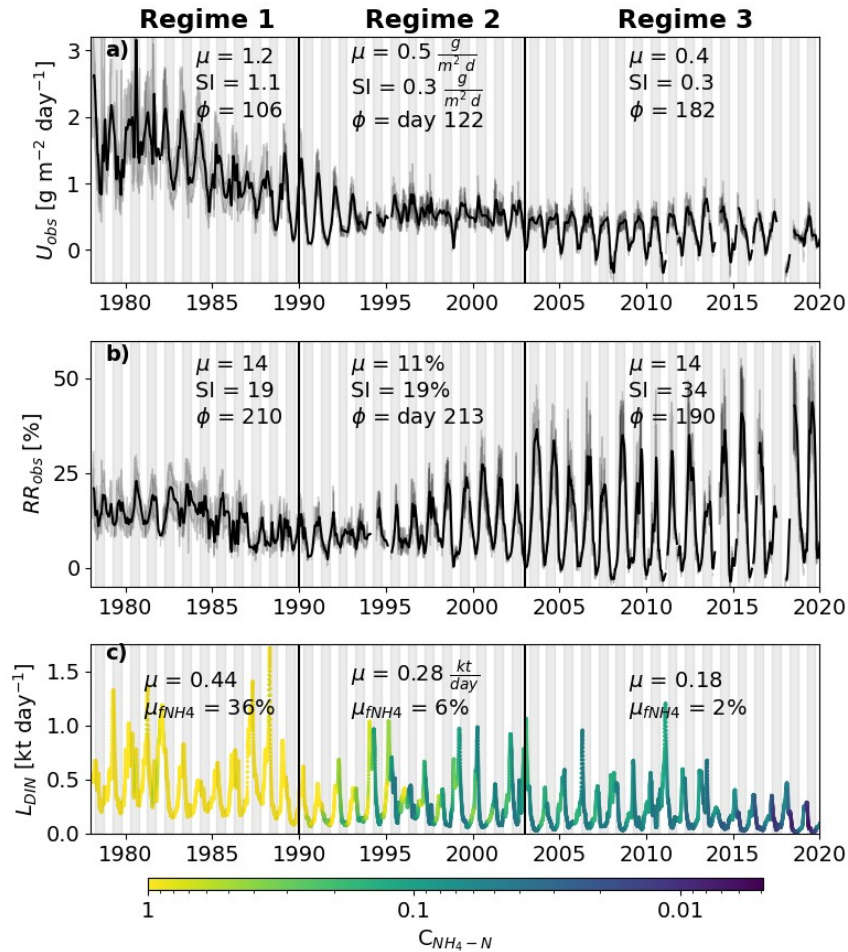 Regime 1 Regime 2 Regime 3
a)
μ = 1.2
SI = 1.1
ϕ = 106
μ = 0.5 g/m² d
SI = 0.3 g/m² d
ϕ = day 122
μ = 0.4
SI = 0.3
ϕ = 182
U_obs [g m⁻² day⁻¹]
3
2
1
0
1980 1985 1990 1995 2000 2005 2010 2015 2020
b)
μ = 14
SI = 19
ϕ = 210
μ = 11%
SI = 19%
ϕ = day 213
μ = 14
SI = 34
ϕ = 190
RR_obs [%]
50
25
0
1980 1985 1990 1995 2000 2005 2010 2015 2020
c)
μ = 0.44
μ_fNH4 = 36%
μ = 0.28 kt/day
μ_fNH4 = 6%
μ = 0.18
μ_fNH4 = 2%
L_DIN [kt day⁻¹]
1.5
1.0
0.5
0.0
1980 1985 1990 1995 2000 2005 2010 2015 2020
1 0.1 0.01
C_NH₄₋N